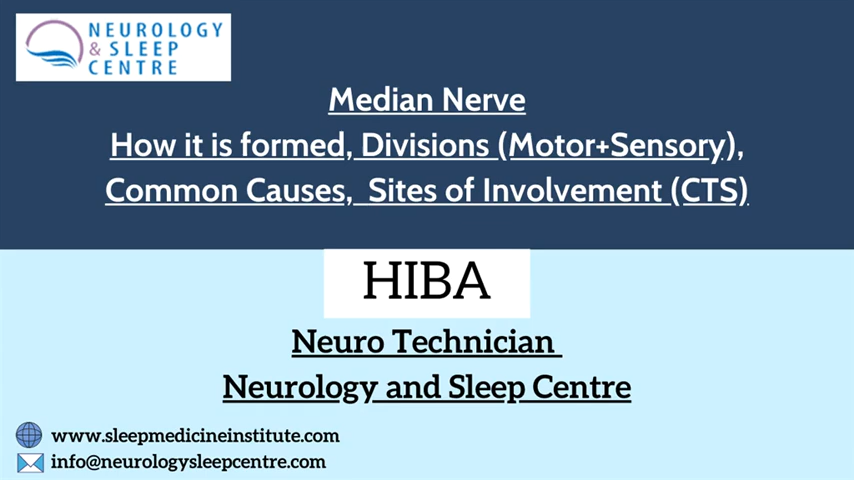 NEUROLOGY
& SLEEP
CENTRE
Median Nerve
How it is formed, Divisions (Motor+Sensory),
Common Causes,  Sites of Involvement (CTS)
HIBA
Neuro Technician
Neurology and Sleep Centre
www.sleepmedicineinstitute.com
info@neurologysleepcentre.com